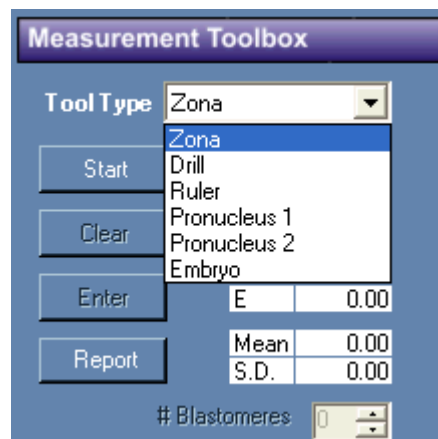 Measurement Toolbox
Tool Type Zona
Zona
Start Drill
Ruler
Pronucleus 1
Clear Pronucleus 2
Embryo
Enter E 0.00
Mean 0.00
Report S.D. 0.00
# Blastomeres 0